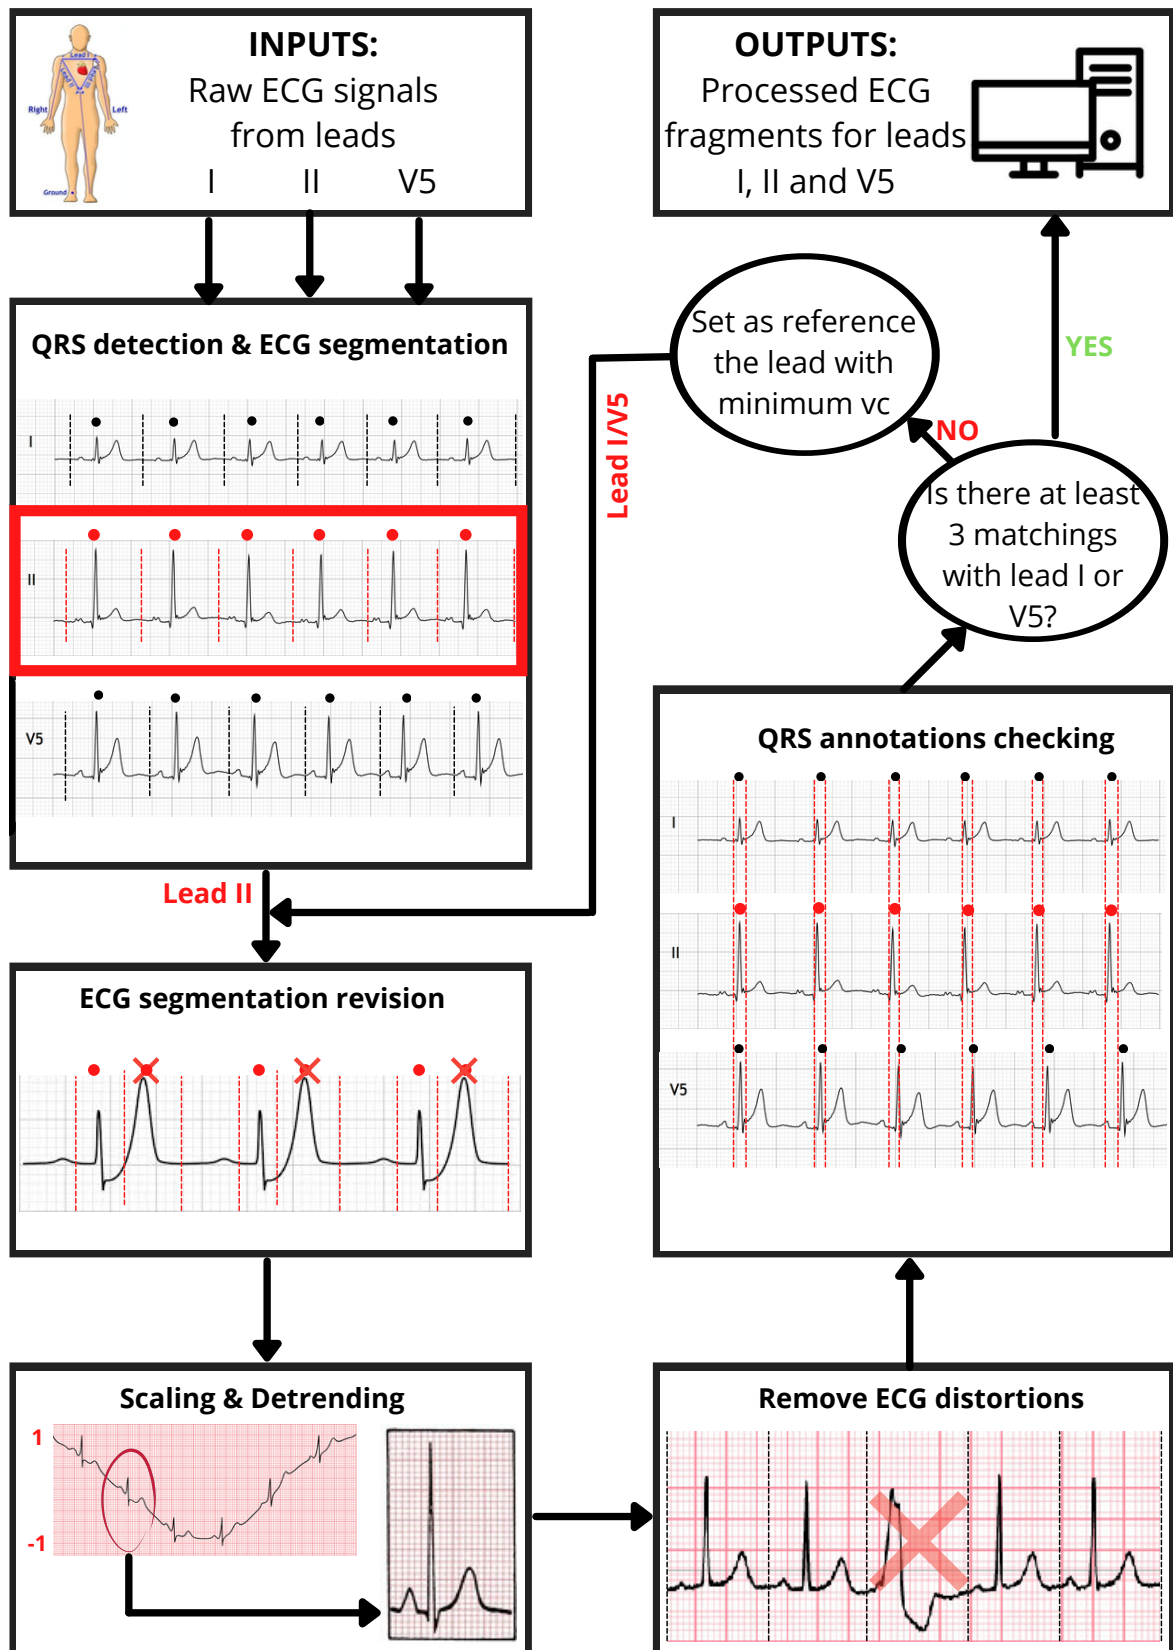 INPUTS:
Raw ECG signals
from leads
I II V5
Lead I
Lead II
Right
Left
Ground
OUTPUTS:
Processed ECG
fragments for leads
I, II and V5
QRS detection & ECG segmentation
I
II
V5
Set as reference
the lead with
minimum vc
YES
NO
Lead I/V5
Is there at least
3 matchings
with lead I or
V5?
Lead II
ECG segmentation revision
QRS annotations checking
I
II
V5
Scaling & Detrending
1
-1
Remove ECG distortions